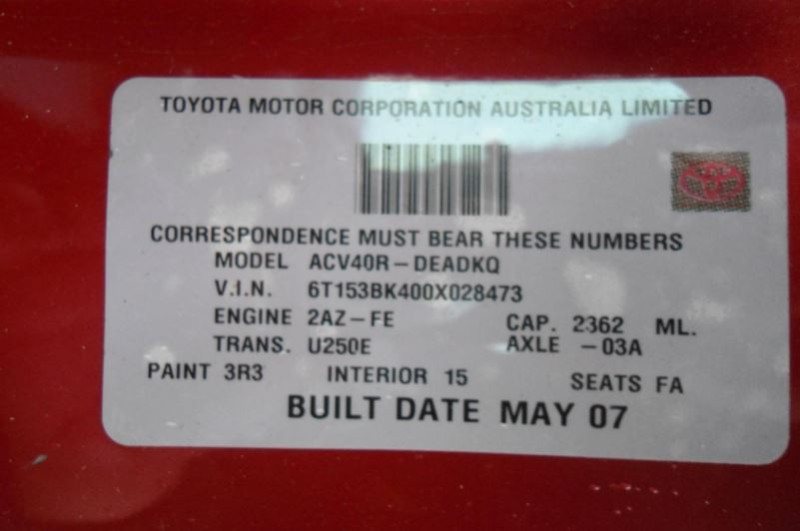 TOYOTA MOTOR CORPORATION AUSTRALIA LIMITED
CORRESPONDENCE MUST BEAR THESE NUMBERS
MODEL ACV40R-DEADKQ
V.I.N. 6T153BK400X028473
ENGINE 2AZ-FE CAP. 2362 ML.
TRANS. U250E AXLE -03A
PAINT 3R3 INTERIOR 15 SEATS FA
BUILT DATE MAY 07